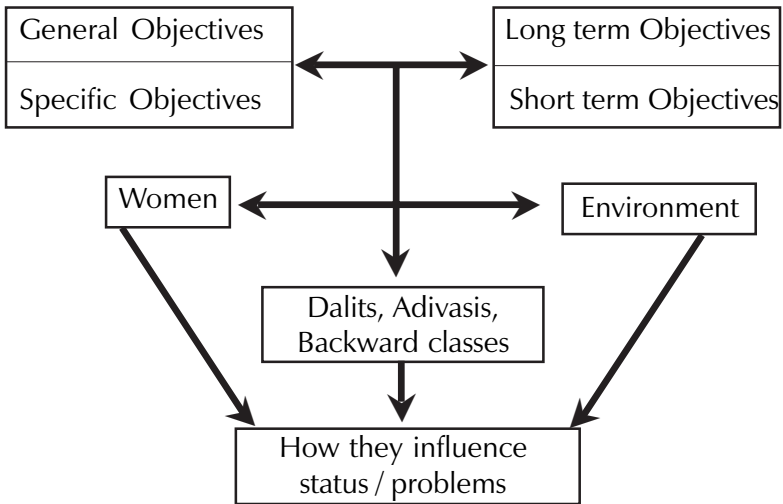 General Objectives
Specific Objectives
Long term Objectives
Short term Objectives
Women
Environment
Dalits, Adivasis,
Backward classes
How they influence
status / problems